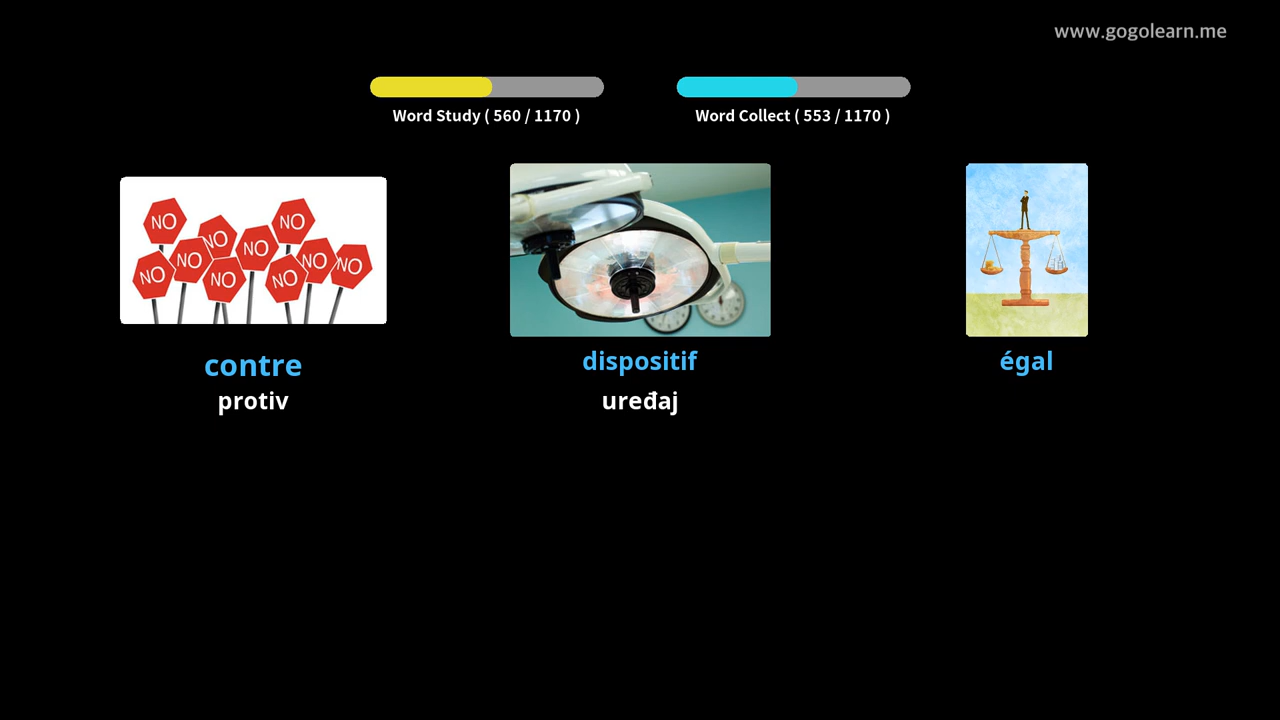 www.gogolearn.me
Word Study ( 560 / 1170 )
Word Collect ( 553 / 1170 )
NO
NO
NO
NO
NO
NO
NO
NO
NO
contre
protiv
dispositif
uređaj
égal